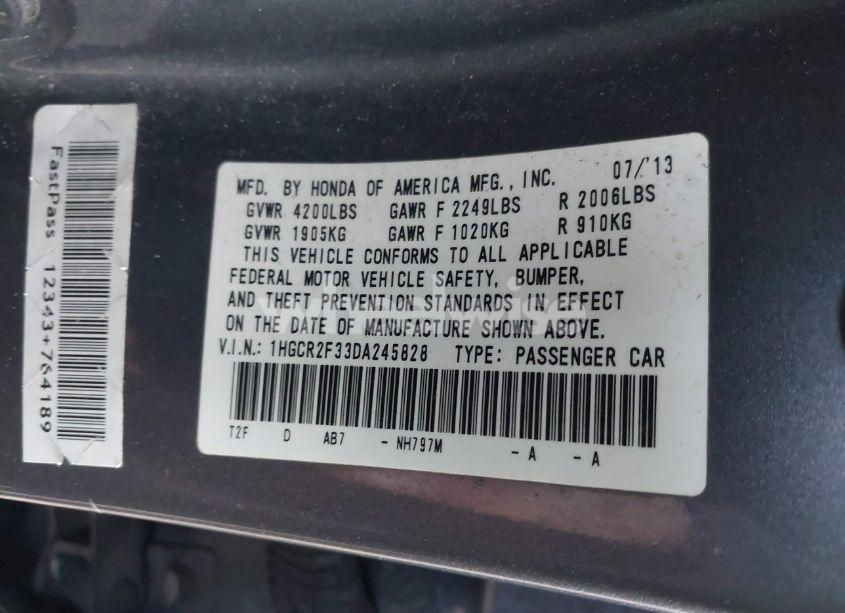 FastPass 12343+764189
MFD. BY HONDA OF AMERICA MFG., INC. 07/'13
GVWR 4200LBS GAWR F 2249LBS R 2006LBS
GVWR 1905KG GAWR F 1020KG R 910KG
THIS VEHICLE CONFORMS TO ALL APPLICABLE
FEDERAL MOTOR VEHICLE SAFETY, BUMPER,
AND THEFT PREVENTION STANDARDS IN EFFECT
ON THE DATE OF MANUFACTURE SHOWN ABOVE.
V.I.N.: 1HGCR2F33DA245828 TYPE: PASSENGER CAR
T2F D AB7 - NH797M - A - A